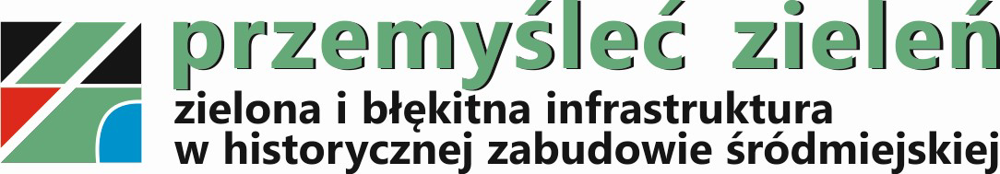 przemyśleć zieleń
zielona i błękitna infrastruktura
w historycznej zabudowie śródmiejskiej